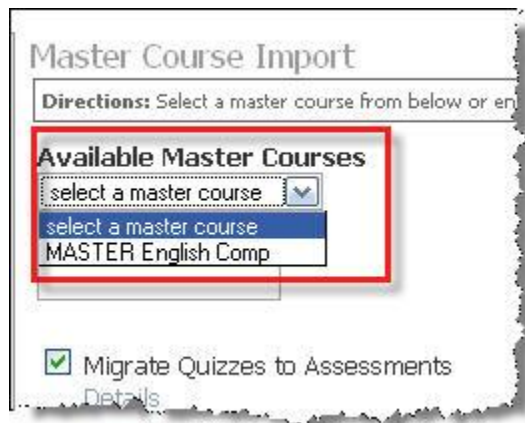 Master Course Import
Directions: Select a master course from below or en
Available Master Courses
select a master course
select a master course
MASTER English Comp
Migrate Quizzes to Assessments
Details